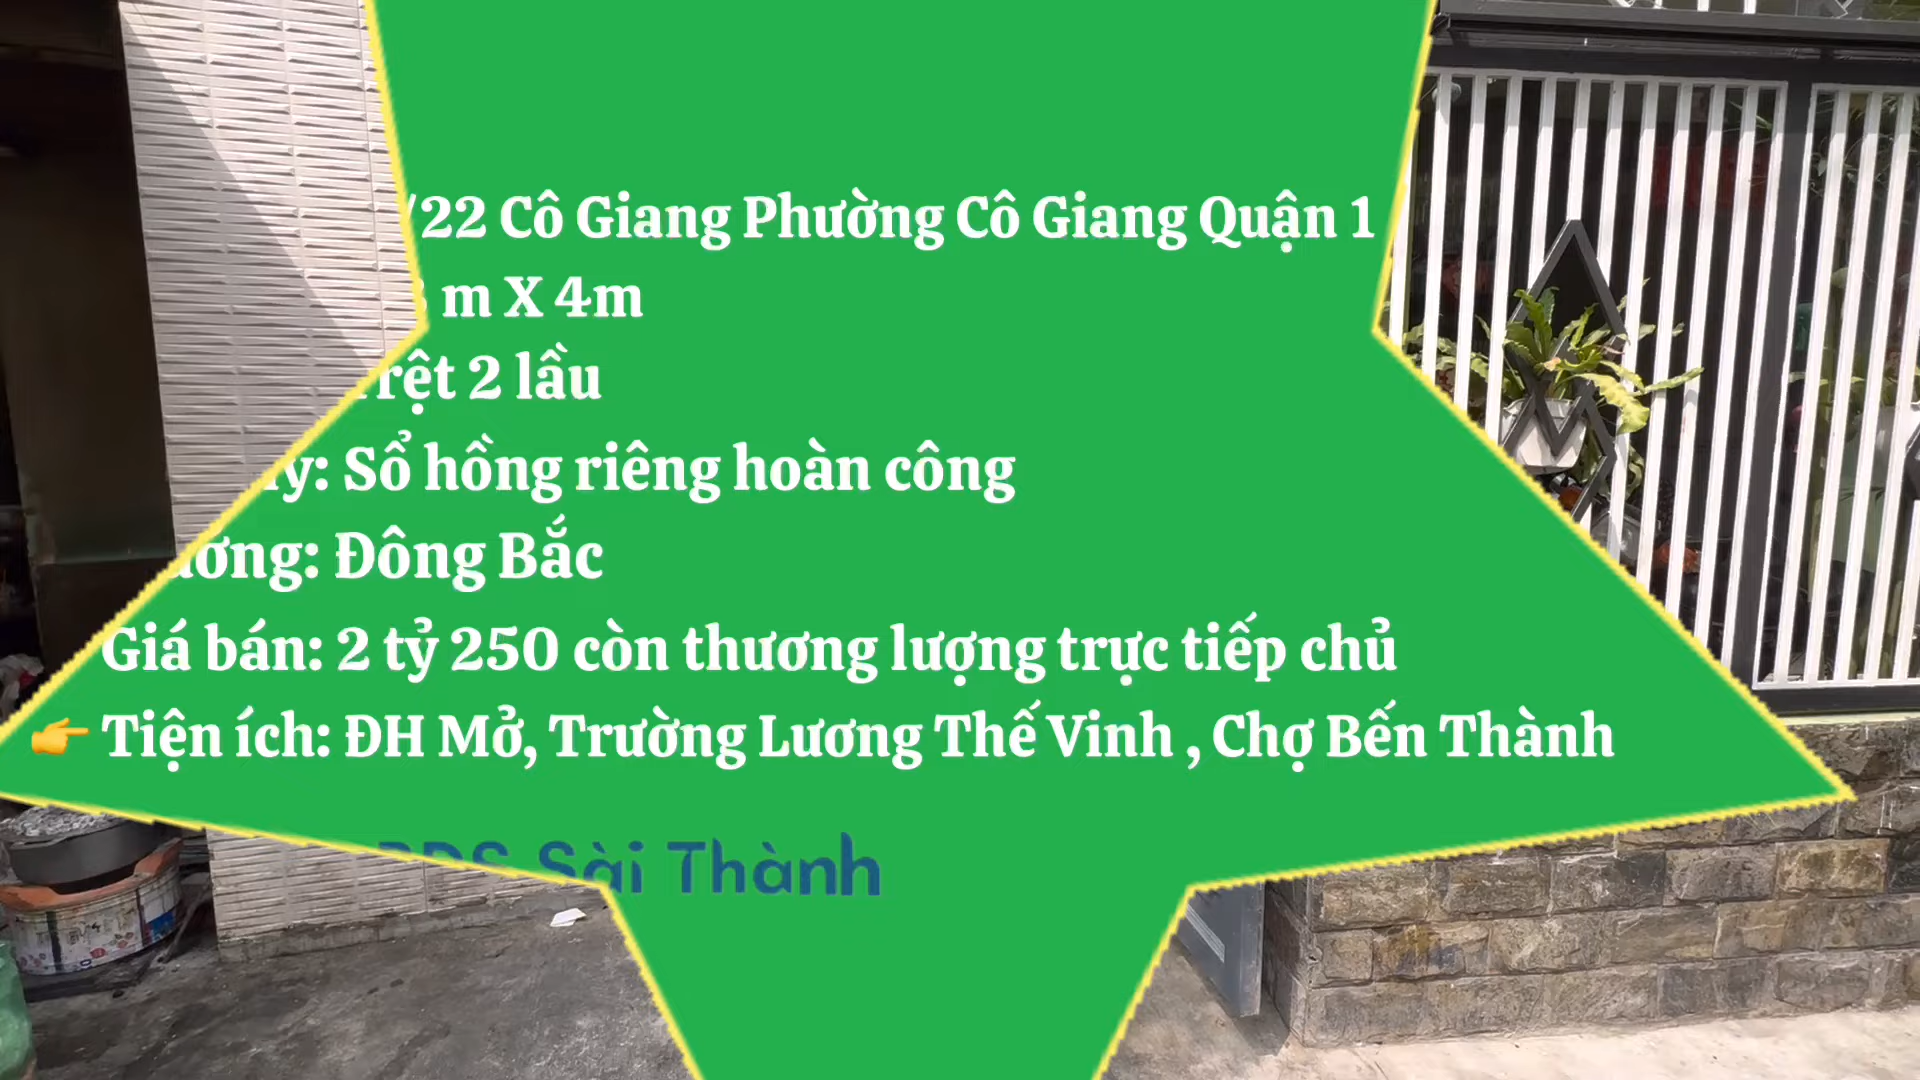 /22 Cô Giang Phường Cô Giang Quận 1
m X 4m
2 lầu
Sổ hồng riêng hoàn công
Đông Bắc
Giá bán: 2 tỷ 250 còn thương lượng trực tiếp chủ
👉 Tiện ích: ĐH Mở, Trường Lương Thế Vinh , Chợ Bến Thành
BDS Sài Thành